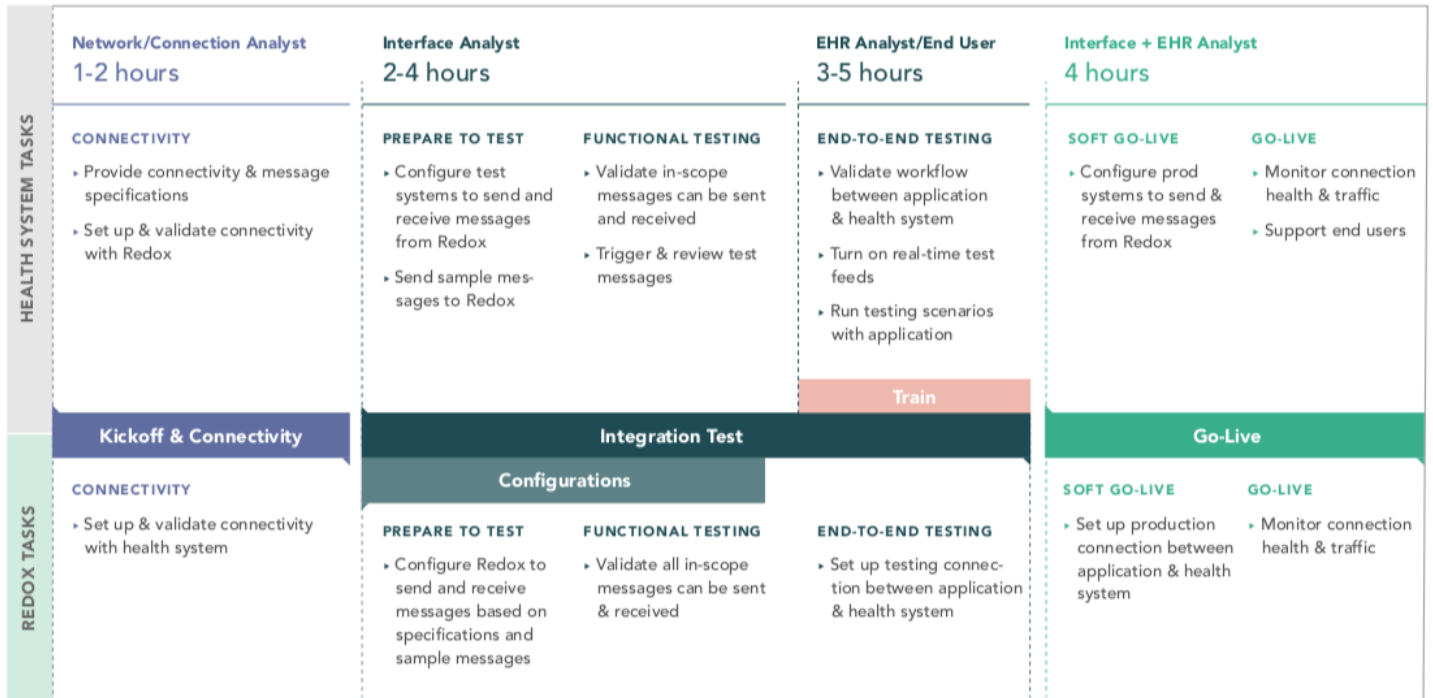 HEALTH SYSTEM TASKS
Network/Connection Analyst
1-2 hours
CONNECTIVITY
▸ Provide connectivity & message
specifications
▸ Set up & validate connectivity
with Redox
Interface Analyst
2-4 hours
PREPARE TO TEST
▸ Configure test
systems to send and
receive messages
from Redox
▸ Send sample mes-
sages to Redox
FUNCTIONAL TESTING
▸ Validate in-scope
messages can be sent
and received
▸ Trigger & review test
messages
EHR Analyst/End User
3-5 hours
END-TO-END TESTING
▸ Validate workflow
between application
& health system
▸ Turn on real-time test
feeds
▸ Run testing scenarios
with application
Interface + EHR Analyst
4 hours
SOFT GO-LIVE
▸ Configure prod
systems to send &
receive messages
from Redox
GO-LIVE
▸ Monitor connection
health & traffic
▸ Support end users
Train
Kickoff & Connectivity
Integration Test
Go-Live
Configurations
REDOX TASKS
CONNECTIVITY
▸ Set up & validate connectivity
with health system
PREPARE TO TEST
▸ Configure Redox to
send and receive
messages based on
specifications and
sample messages
FUNCTIONAL TESTING
▸ Validate all in-scope
messages can be sent
& received
END-TO-END TESTING
▸ Set up testing connec-
tion between application
& health system
SOFT GO-LIVE
▸ Set up production
connection between
application & health
system
GO-LIVE
▸ Monitor connection
health & traffic